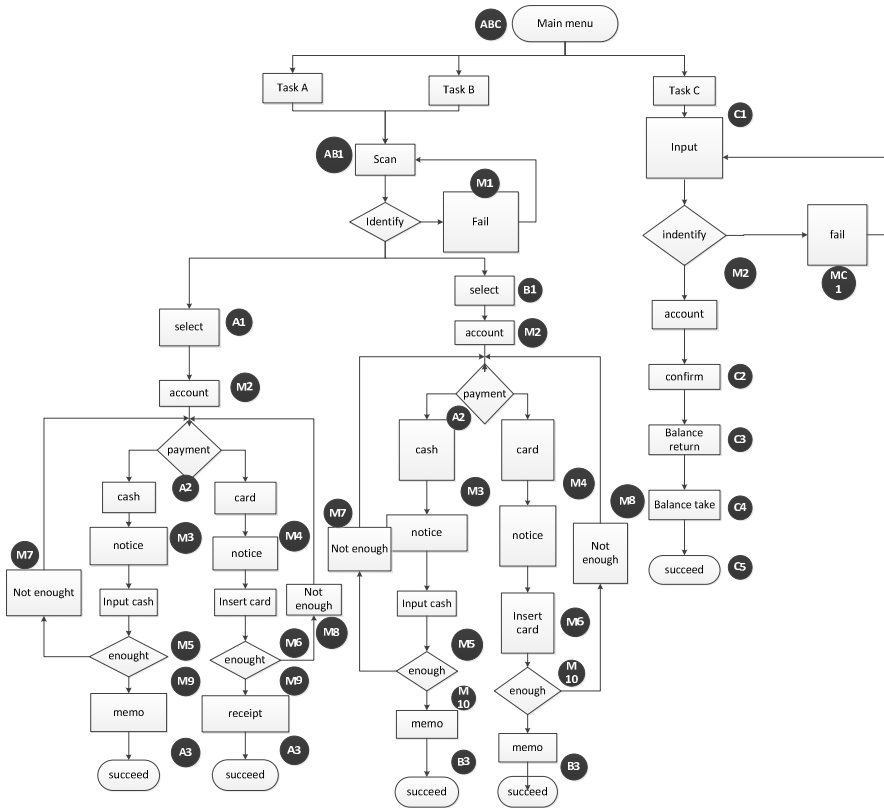 ABC
Main menu
Task A
Task B
Task C
C1
AB1
Scan
Input
M1
Identify
Fail
indentify
fail
M2
MC
1
select
B1
account
select
A1
account
M2
confirm
C2
account
M2
payment
A2
cash
card
Balance
return
C3
payment
A2
cash
card
M3
M4
M8
Balance take
C4
M7
notice
notice
Not enough
Not
enough
M3
notice
M4
notice
M7
Not enought
succeed
C5
Input cash
Insert card
Not
enough
M8
Input cash
Insert
card
M6
M5
enought
M6
enought
M5
enough
M
10
enough
M
10
M9
memo
M9
receipt
memo
memo
A3
succeed
A3
succeed
B3
succeed
B3
succeed